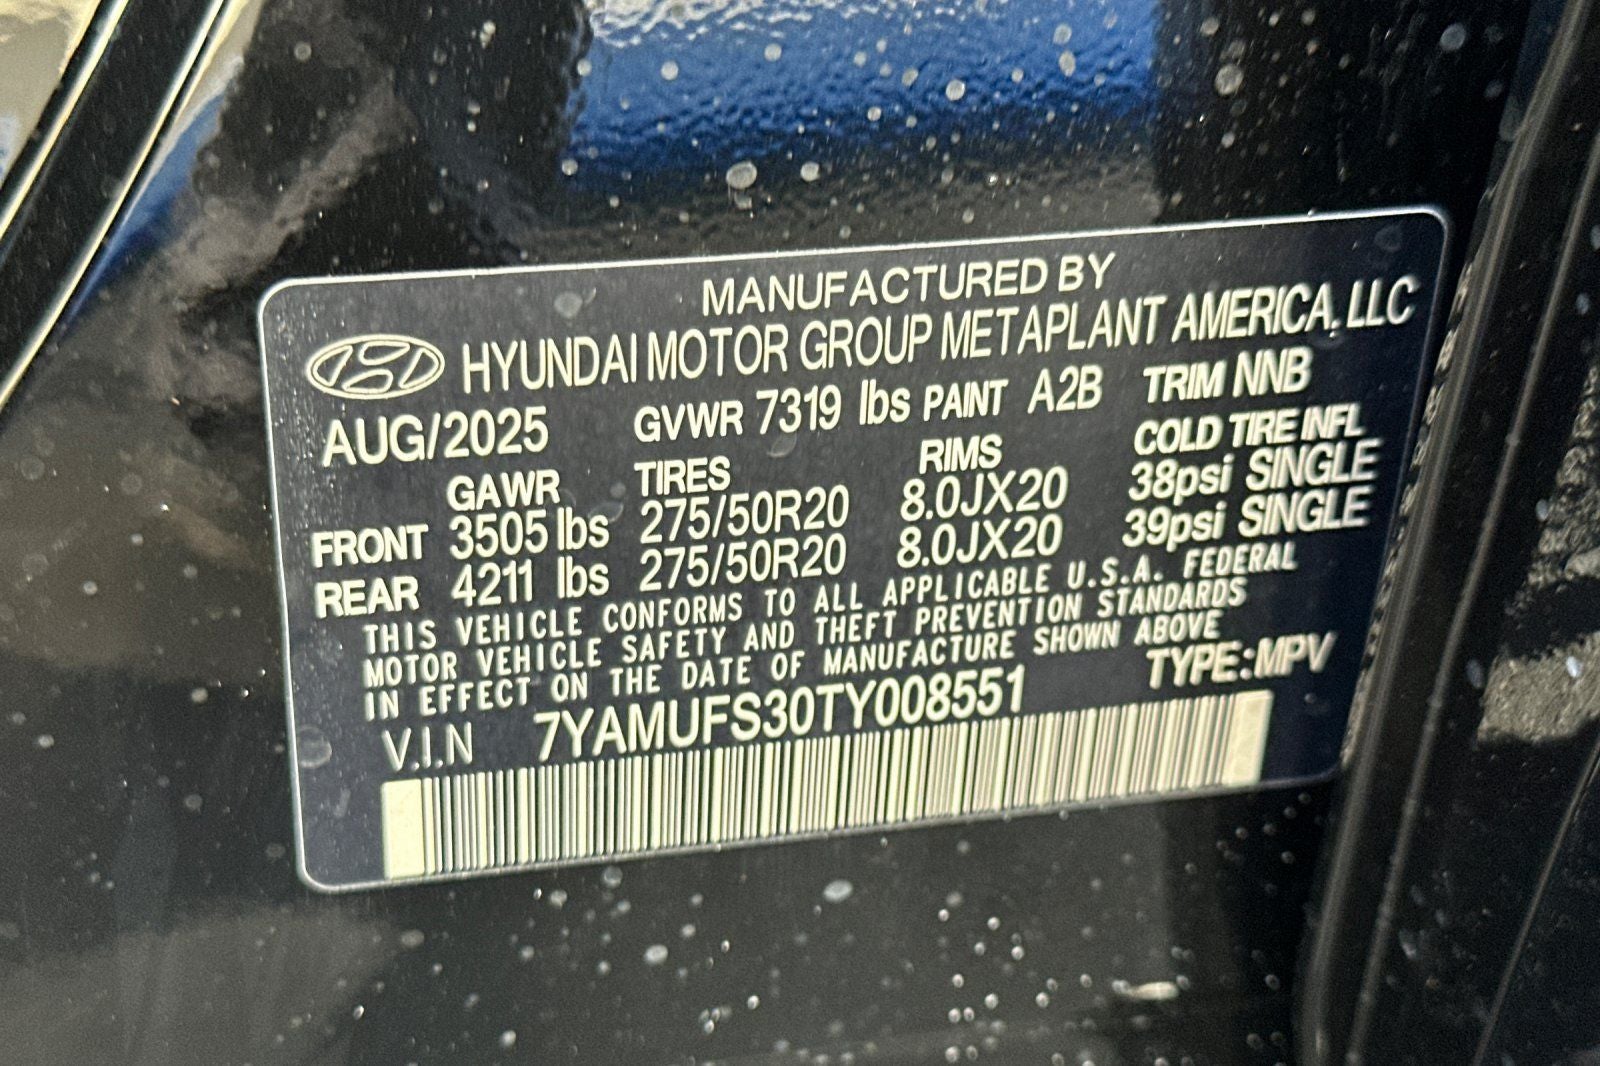 MANUFACTURED BY
HYUNDAI MOTOR GROUP METAPLANT AMERICA, LLC
AUG/2025 GVWR 7319 lbs PAINT A2B TRIM NNB
GAWR TIRES RIMS COLD TIRE INFL
FRONT 3505 lbs 275/50R20 8.0JX20 38psi SINGLE
REAR 4211 lbs 275/50R20 8.0JX20 39psi SINGLE
THIS VEHICLE CONFORMS TO ALL APPLICABLE U.S.A. FEDERAL
MOTOR VEHICLE SAFETY AND THEFT PREVENTION STANDARDS
IN EFFECT ON THE DATE OF MANUFACTURE SHOWN ABOVE
V.I.N 7YAMUFS30TY008551 TYPE:MPV